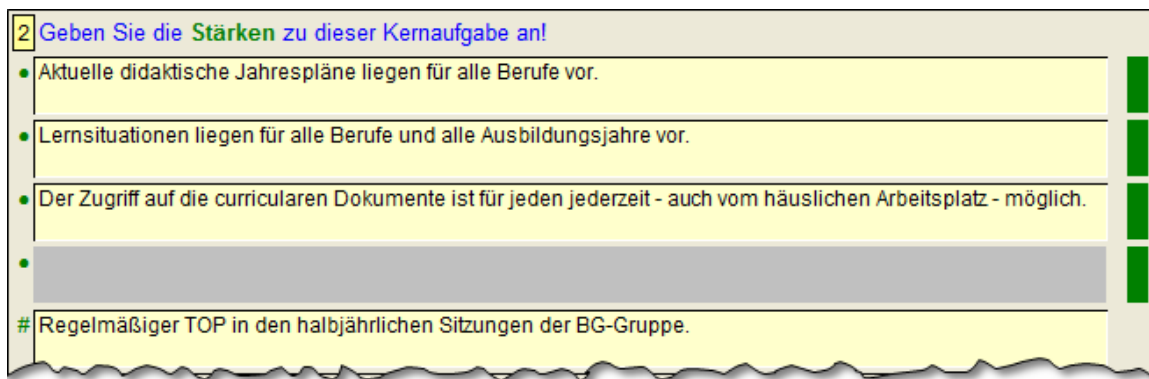 2 Geben Sie die Stärken zu dieser Kernaufgabe an!
• Aktuelle didaktische Jahrespläne liegen für alle Berufe vor.
• Lernsituationen liegen für alle Berufe und alle Ausbildungsjahre vor.
• Der Zugriff auf die curricularen Dokumente ist für jeden jederzeit - auch vom häuslichen Arbeitsplatz - möglich.
•
# Regelmäßiger TOP in den halbjährlichen Sitzungen der BG-Gruppe.